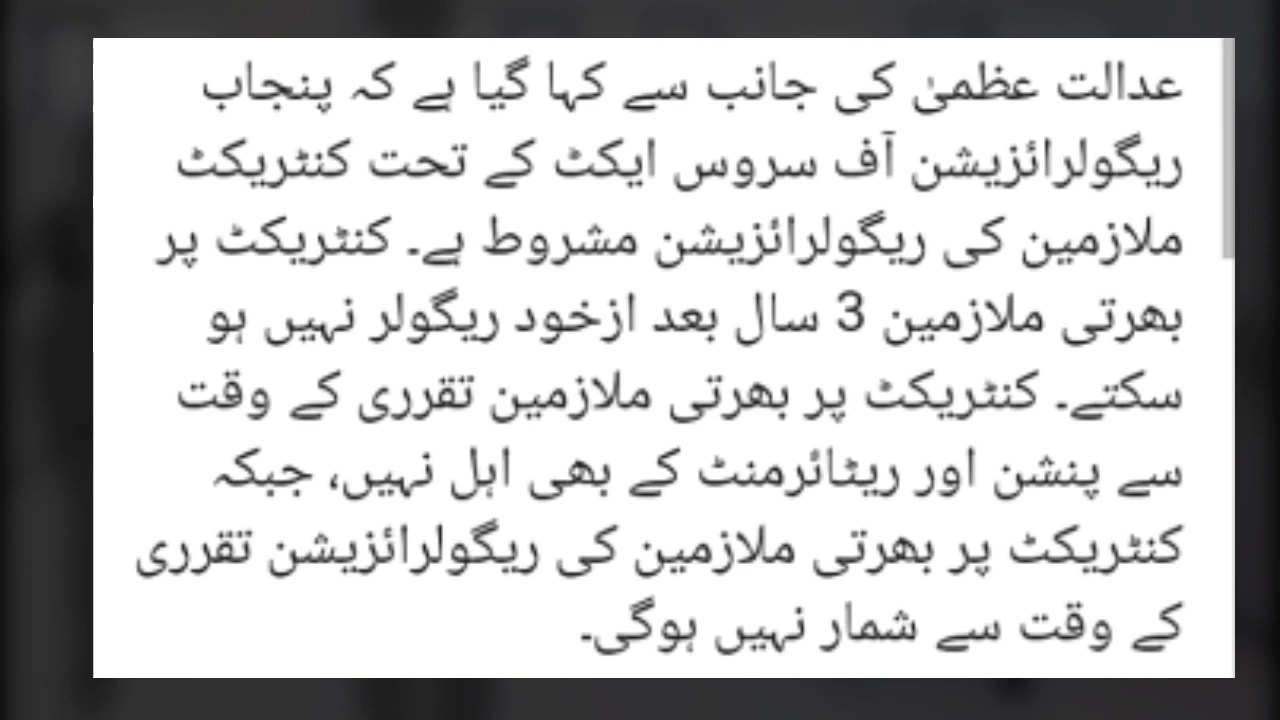 عدالت عظمیٰ کی جانب سے کہا گیا ہے کہ پنجاب
ریگولرائزیشن آف سروس ایکٹ کے تحت کنٹریکٹ
ملازمین کی ریگولرائزیشن مشروط ہے۔ کنٹریکٹ پر
بھرتی ملازمین 3 سال بعد ازخود ریگولر نہیں ہو
سکتے۔ کنٹریکٹ پر بھرتی ملازمین تقرری کے وقت
سے پنشن اور ریٹائرمنٹ کے بھی اہل نہیں، جبکہ
کنٹریکٹ پر بھرتی ملازمین کی ریگولرائزیشن تقرری
کے وقت سے شمار نہیں ہوگی۔